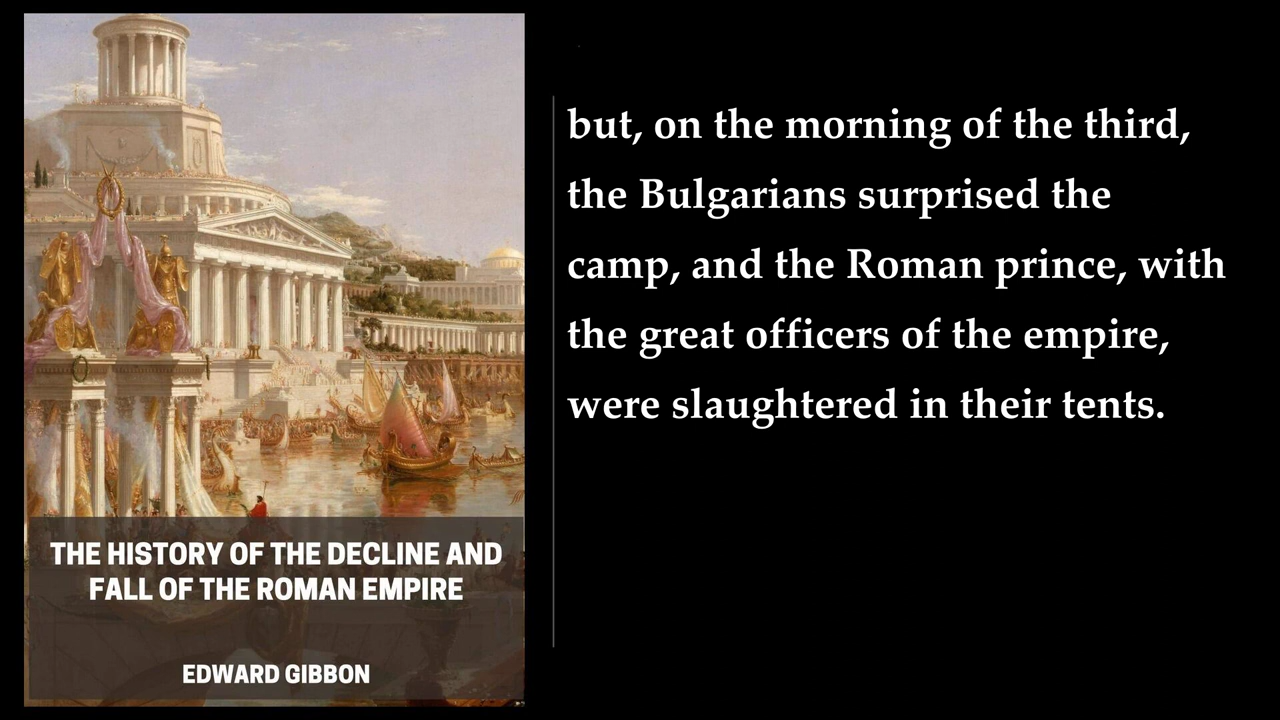 but, on the morning of the third,
the Bulgarians surprised the
camp, and the Roman prince, with
the great officers of the empire,
were slaughtered in their tents.
THE HISTORY OF THE DECLINE AND
FALL OF THE ROMAN EMPIRE
EDWARD GIBBON